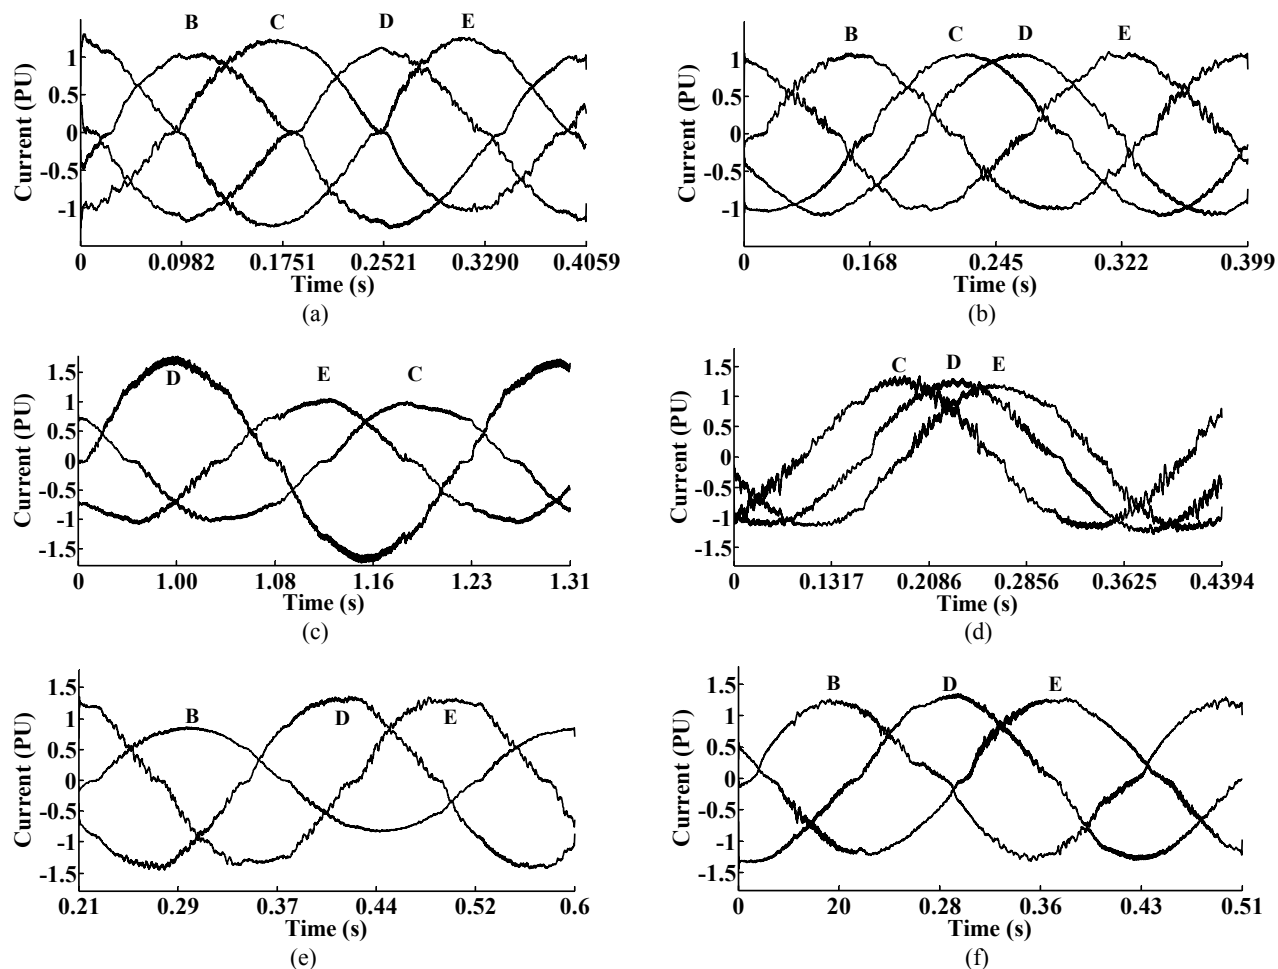 B C D E
Current (PU)
1
0.5
0
-0.5
-1
0 0.0982 0.1751 0.2521 0.3290 0.4059
Time (s)
(a)
B C D E
Current (PU)
1
0.5
0
-0.5
-1
0 0.168 0.245 0.322 0.399
Time (s)
(b)
D E C
Current (PU)
1.5
1
0.5
0
-0.5
-1
-1.5
0 1.00 1.08 1.16 1.23 1.31
Time (s)
(c)
C D E
Current (PU)
1.5
1
0.5
0
-0.5
-1
-1.5
0 0.1317 0.2086 0.2856 0.3625 0.4394
Time (s)
(d)
B D E
Current (PU)
1.5
1
0.5
0
-0.5
-1
-1.5
0.21 0.29 0.37 0.44 0.52 0.6
Time (s)
(e)
B D E
Current (PU)
1.5
1
0.5
0
-0.5
-1
-1.5
0 20 0.28 0.36 0.43 0.51
Time (s)
(f)